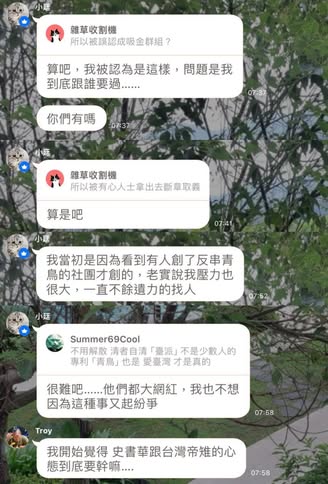 小廷
雜草收割機
所以被誤認成吸金群組？
算吧，我被認為是這樣，問題是我
到底跟誰要過......
07:37
你們有嗎
07:37
小廷
雜草收割機
所以被有心人士拿出去斷章取義
算是吧
07:41
小廷
我當初是因為看到有人創了反串青
鳥的社團才創的，老實說我壓力也
很大，一直不餘遺力的找人
07:57
小廷
Summer69Cool
不用解散 清者自清「臺派」不是少數人的
專利「青鳥」也是 愛臺灣 才是真的
很難吧......他們都大網紅，我也不想
因為這種事又起紛爭
07:58
Troy
我開始覺得 史書華跟台灣帝雉的心
態到底要幹嘛....
07:58